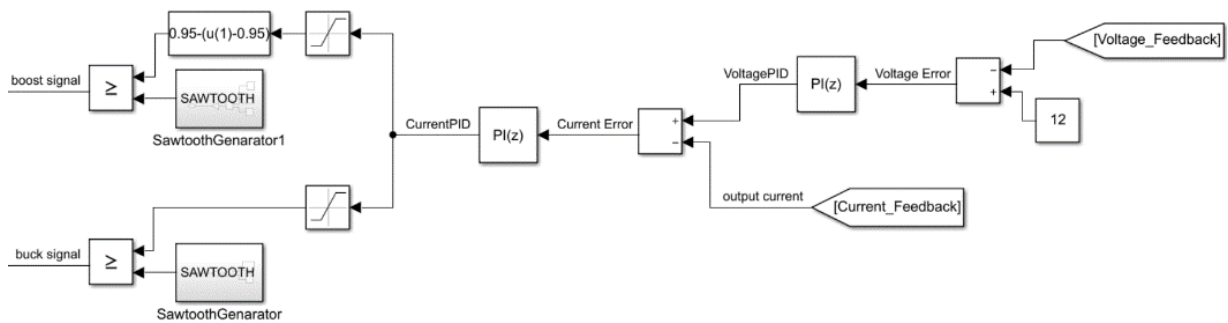 0.95-(u(1)-0.95)
boost signal
≥
SAWTOOTH
SawtoothGenarator1
CurrentPID
PI(z)
Current Error
+
−
VoltagePID
PI(z)
Voltage Error
−
+
[Voltage_Feedback]
12
output current
[Current_Feedback]
buck signal
≥
SAWTOOTH
SawtoothGenarator